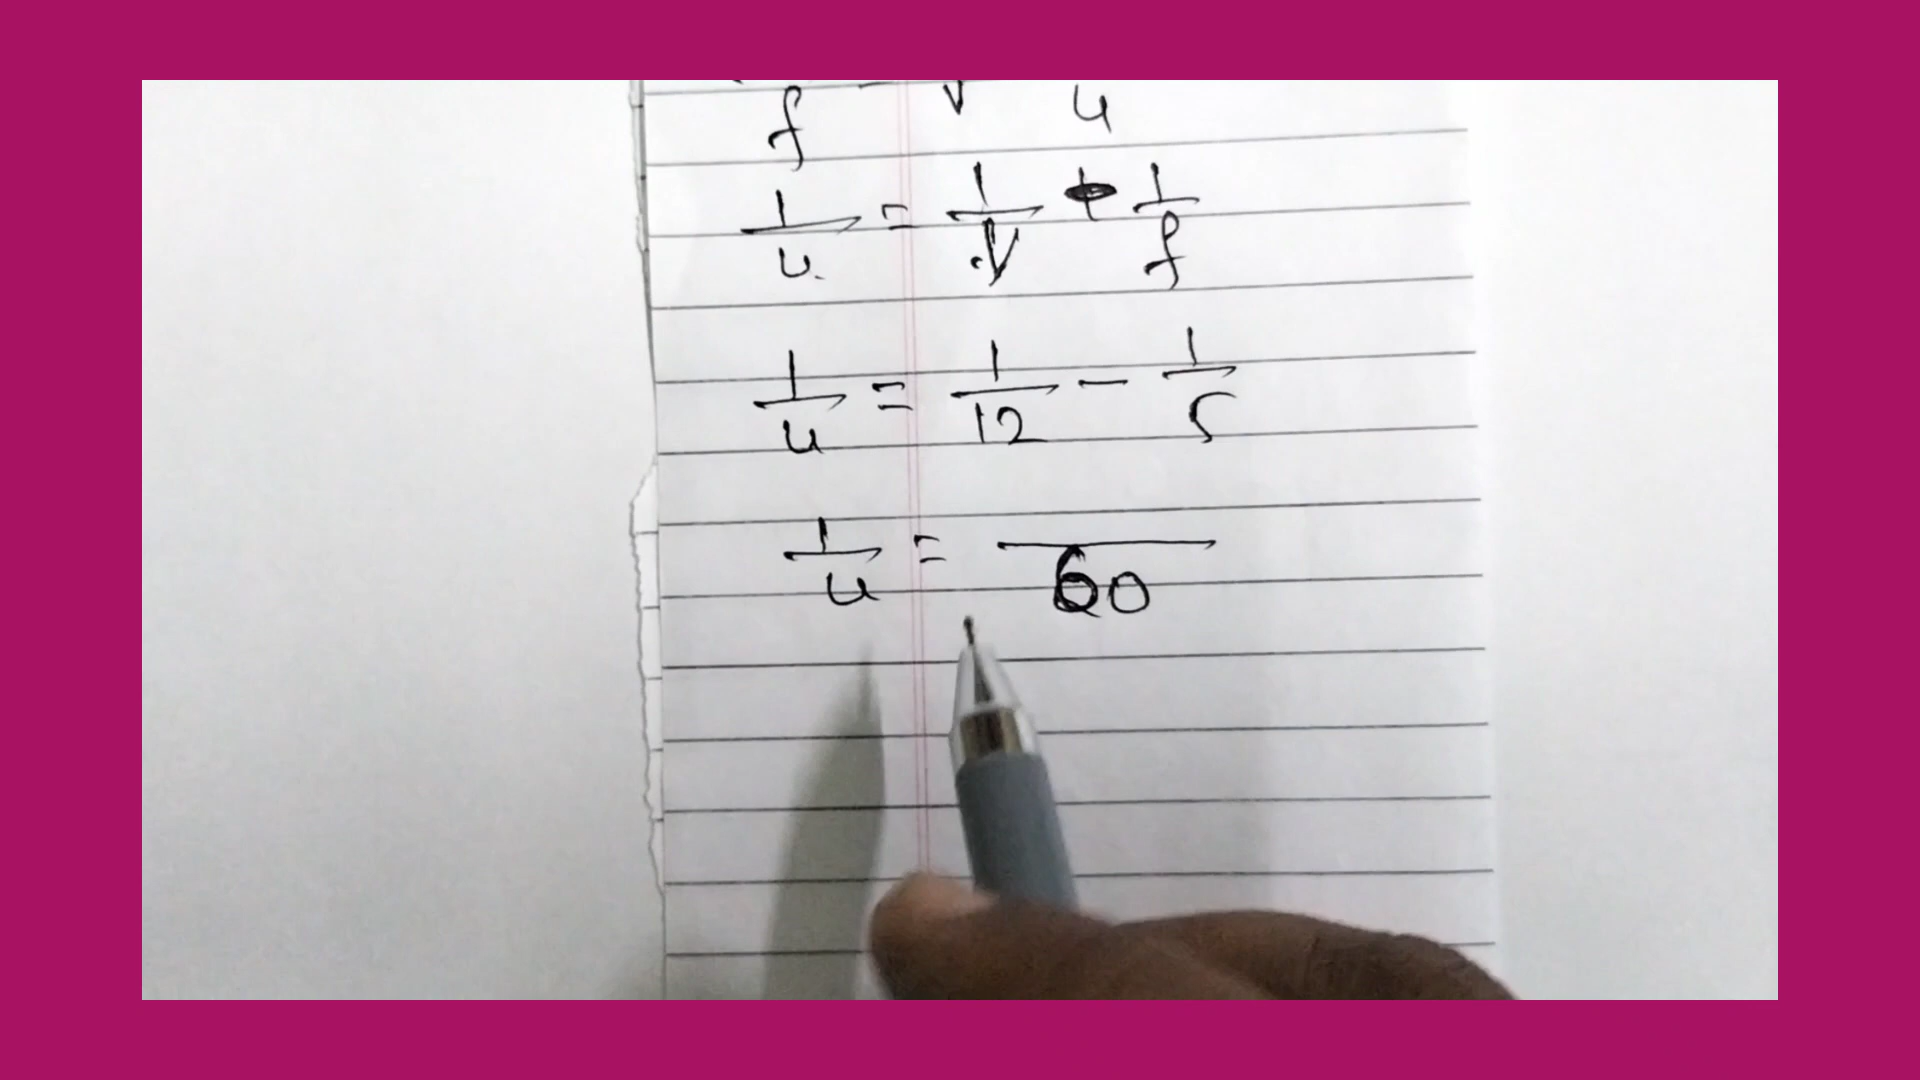 f = v u
1/u = 1/v + 1/f
1/u = 1/12 - 1/5
1/u = /60